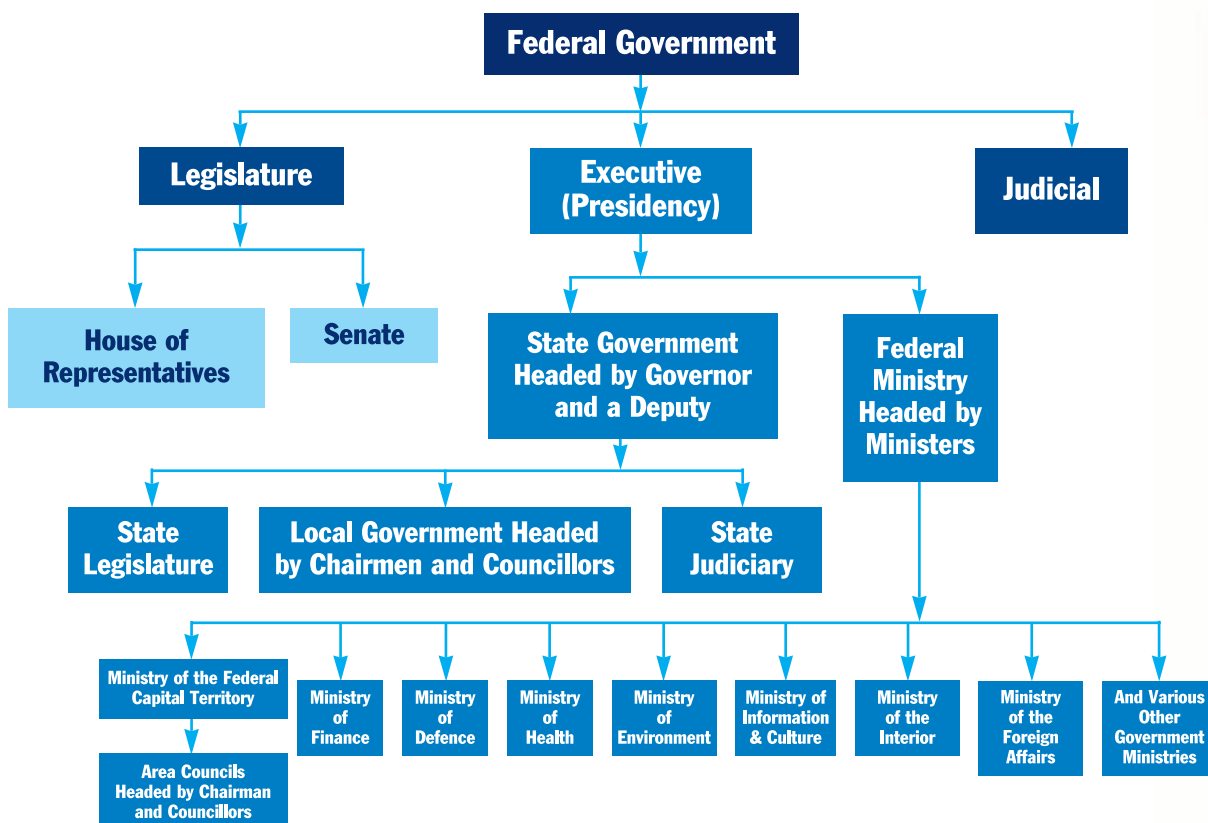 Federal Government
Legislature
Executive
(Presidency)
Judicial
House of
Representatives
Senate
State Government
Headed by Governor
and a Deputy
Federal
Ministry
Headed by
Ministers
State
Legislature
Local Government Headed
by Chairmen and Councillors
State
Judiciary
Ministry of the Federal
Capital Territory
Ministry
of
Finance
Ministry
of
Defence
Ministry
of
Health
Ministry
of
Environment
Ministry of
Information
& Culture
Ministry
of the
Interior
Ministry
of the
Foreign
Affairs
And Various
Other
Government
Ministries
Area Councils
Headed by Chairman
and Councillors